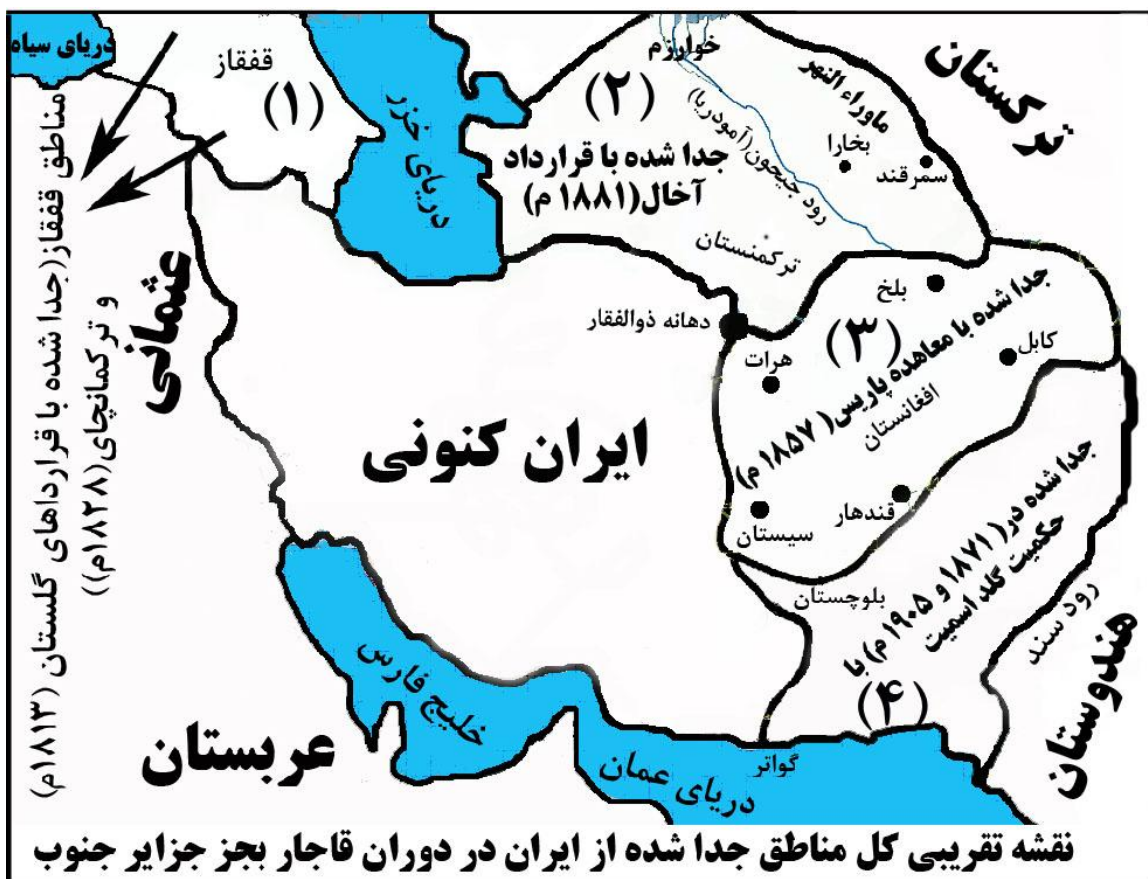 دریای سیاه
قفقاز
(۱)
مناطق قفقاز(جدا شده با قراردادهای گلستان (۱۸۱۳م)
و ترکمانچای(۱۸۲۸م))
دریای خزر
خوارزم
(۲)
جدا شده با قرارداد
آخال(۱۸۸۱ م)
رود جیحون(آمودریا)
ماوراء النهر
بخارا
سمرقند
ترکستان
ترکمنستان
عثمانی
دهانه ذوالفقار
بلخ
(۳)
جدا شده با معاهده پاریس( ۱۸۵۷ م)
هرات
کابل
افغانستان
ایران کنونی
قندهار
سیستان
جدا شده در( ۱۸۷۱ و ۱۹۰۵ م) با
حکمیت گلد اسمیت
بلوچستان
(۴)
رود سند
هندوستان
خلیج فارس
عربستان
گواتر
دریای عمان
نقشه تقریبی کل مناطق جدا شده از ایران در دوران قاجار بجز جزایر جنوب